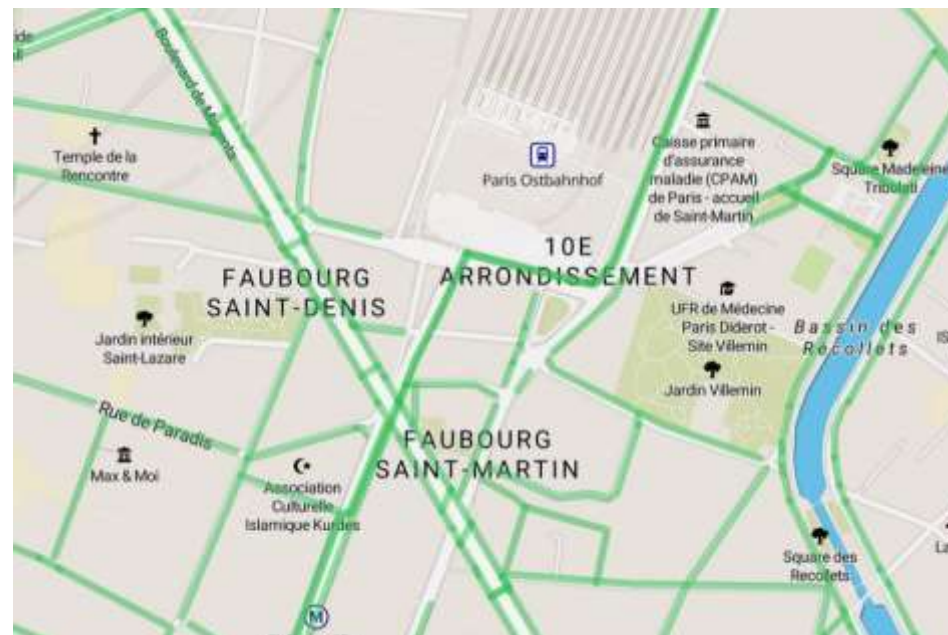 Boulevard de Magenta
Temple de la
Rencontre
Paris Ostbahnhof
Caisse primaire
d'assurance
maladie (CPAM)
de Paris - accueil
de Saint-Martin
Square Madeleine
Tribolati
10E
ARRONDISSEMENT
FAUBOURG
SAINT-DENIS
UFR de Médecine
Paris Diderot -
Site Villemin
Bassin des
Récollets
Jardin intérieur
Saint-Lazare
Jardin Villemin
Rue de Paradis
FAUBOURG
SAINT-MARTIN
Max & Moi
Association
Culturelle
Islamique Kurdes
Square des
Recollets
La
M